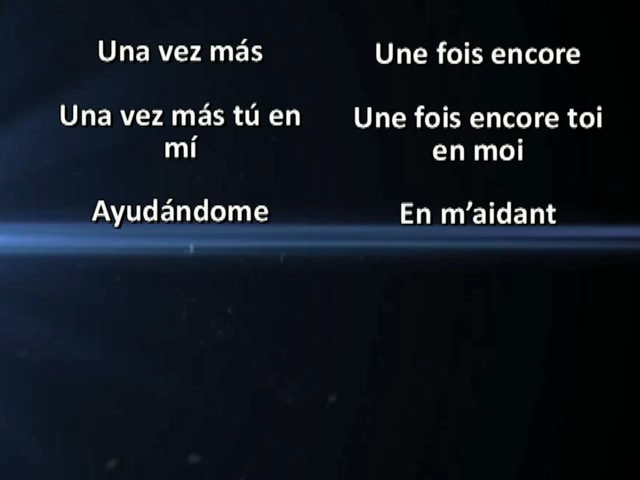 Una vez más
Une fois encore
Una vez más tú en
mí
Une fois encore toi
en moi
Ayudándome
En m’aidant